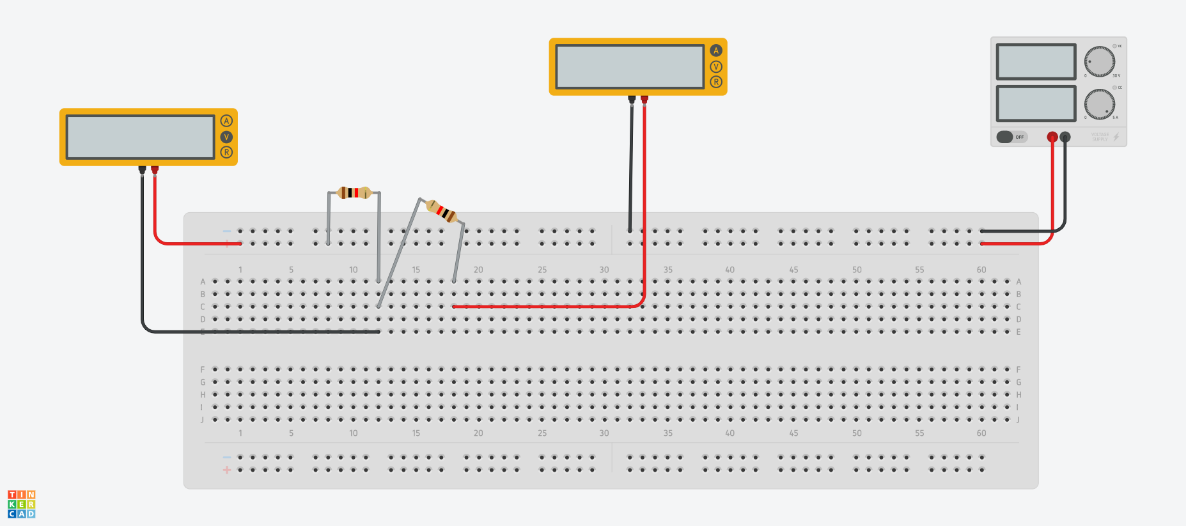 A
V
R
A
V
R
OFF
- 
+
1 5 10 15 20 25 30 35 40 45 50 55 60
A A
B B
C C
D D
E E
F F
G G
H H
I I
J J
1 5 10 15 20 25 30 35 40 45 50 55 60
-
+
TIN
KER
CAD